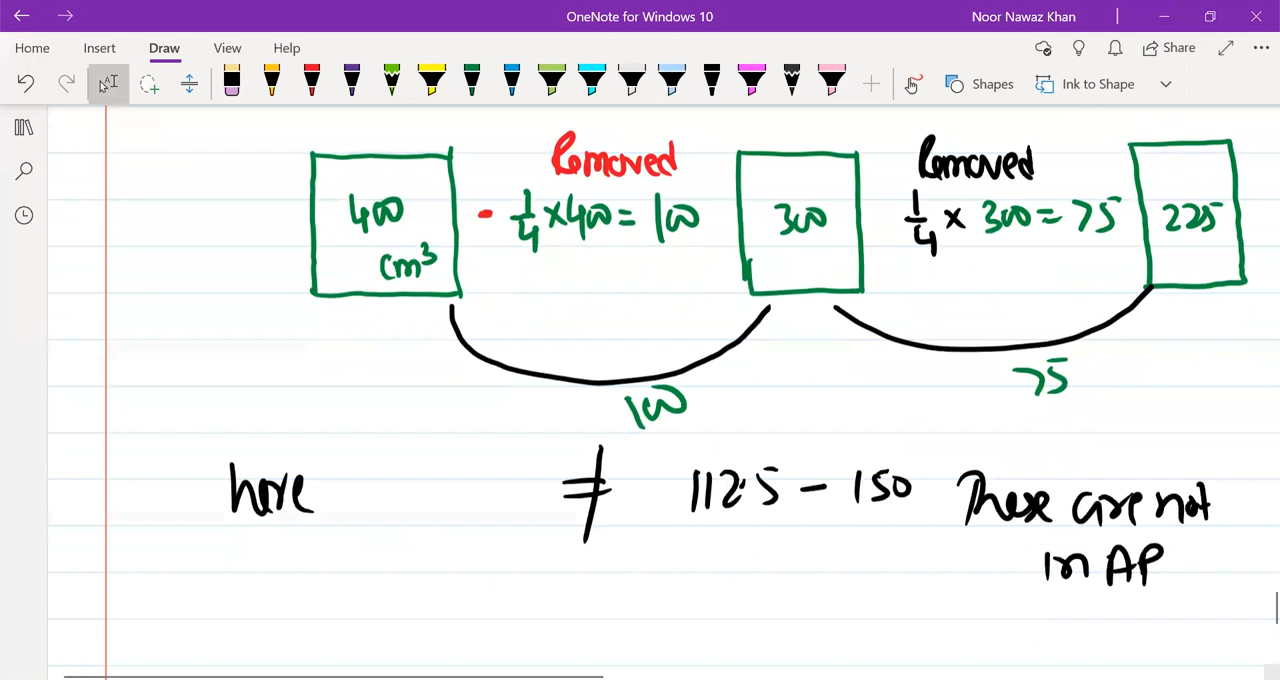 OneNote for Windows 10
Noor Nawaz Khan
Home Insert Draw View Help
Share
Shapes
Ink to Shape
Removed
Removed
400
cm³
1/4 × 400 = 100
300
1/4 × 300 = 75
225
100
75
here ≠ 112.5 - 150 These are not
in AP